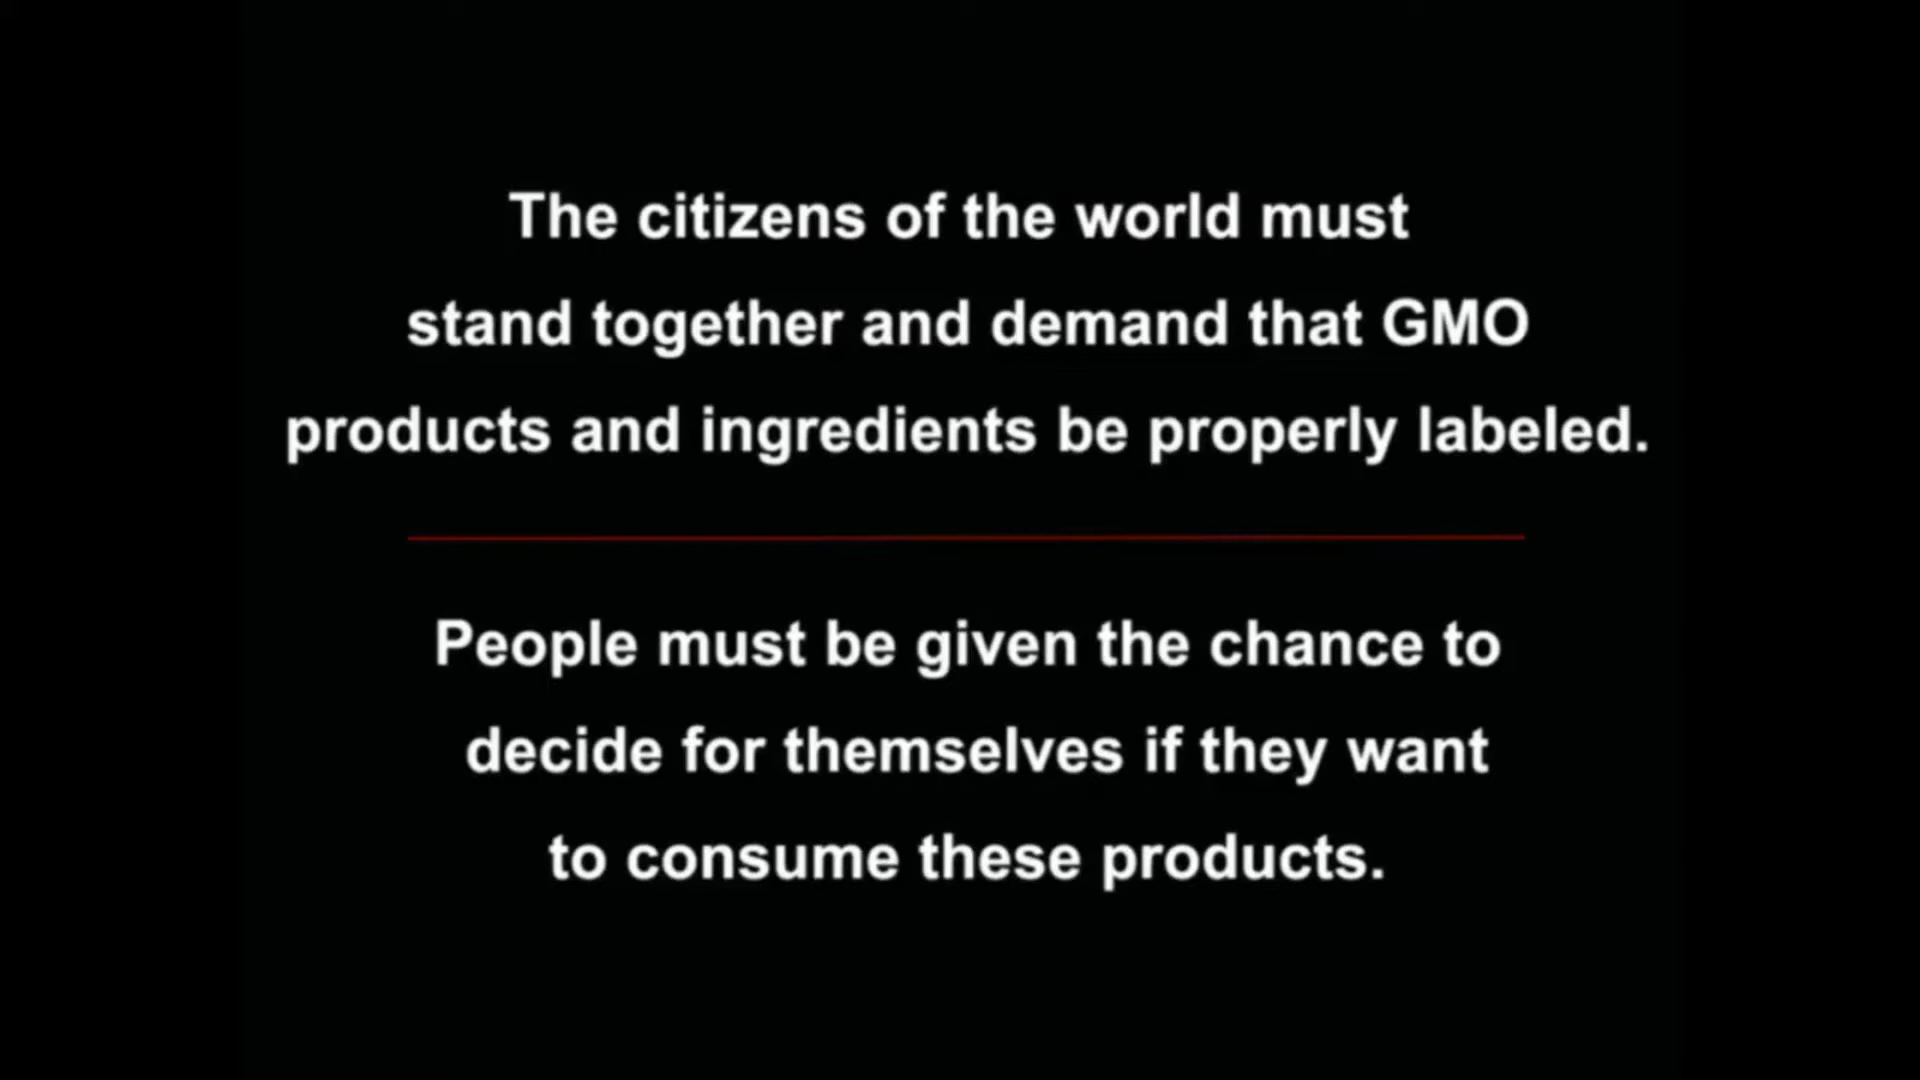 The citizens of the world must
stand together and demand that GMO
products and ingredients be properly labeled.
People must be given the chance to
decide for themselves if they want
to consume these products.